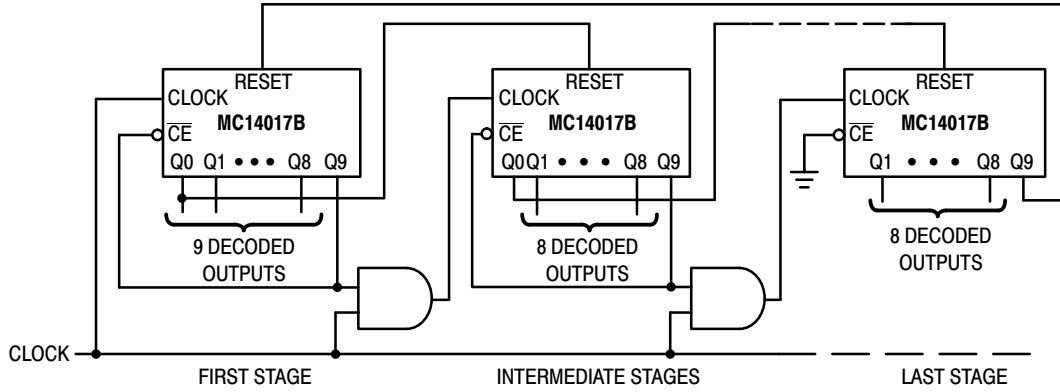 RESET
CLOCK
MC14017B
CE
Q0 Q1 • • • Q8 Q9
9 DECODED
OUTPUTS
RESET
CLOCK
MC14017B
CE
Q0 Q1 • • • Q8 Q9
8 DECODED
OUTPUTS
RESET
CLOCK
MC14017B
CE
Q1 • • • Q8 Q9
8 DECODED
OUTPUTS
CLOCK
FIRST STAGE
INTERMEDIATE STAGES
LAST STAGE